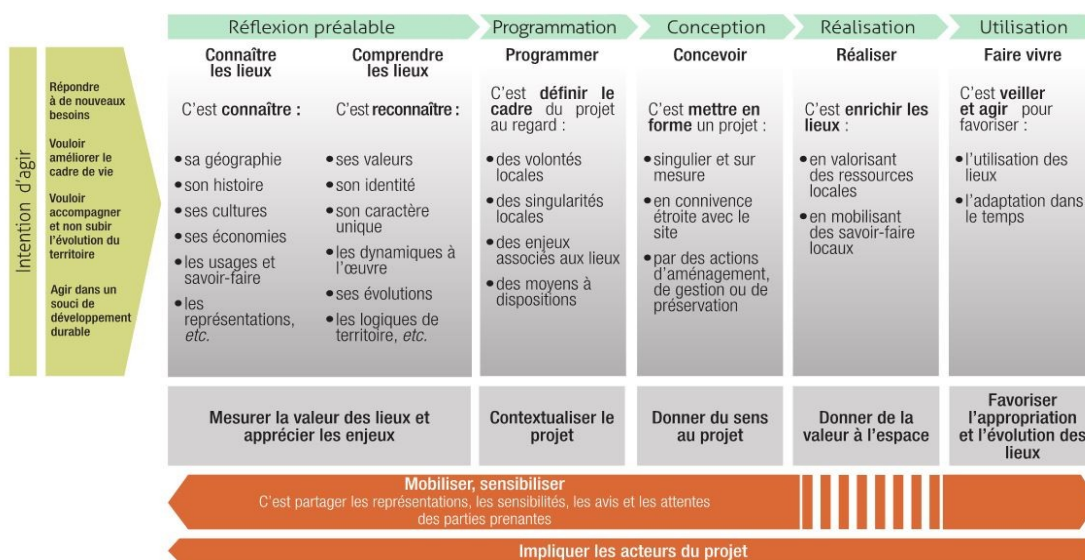 Réflexion préalable
Programmation
Conception
Réalisation
Utilisation
Intention d'agir
Répondre
à de nouveaux
besoins
Vouloir
améliorer le
cadre de vie
Vouloir
accompagner
et non subir
l'évolution du
territoire
Agir dans un
souci de
développement
durable
Connaître
les lieux
C'est connaître :
• sa géographie
• son histoire
• ses cultures
• ses économies
• les usages et
savoir-faire
• les
représentations,
etc.
Comprendre
les lieux
C'est reconnaître :
• ses valeurs
• son identité
• son caractère
unique
• les dynamiques à
l'œuvre
• ses évolutions
• les logiques de
territoire, etc.
Programmer
C'est définir le
cadre du projet
au regard :
• des volontés
locales
• des singularités
locales
• des enjeux
associés aux lieux
• des moyens à
dispositions
Concevoir
C'est mettre en
forme un projet :
• singulier et sur
mesure
• en connivence
étroite avec le
site
• par des actions
d'aménagement,
de gestion ou de
préservation
Réaliser
C'est enrichir les
lieux :
• en valorisant
des ressources
locales
• en mobilisant
des savoir-faire
locaux
Faire vivre
C'est veiller
et agir pour
favoriser :
• l'utilisation des
lieux
• l'adaptation dans
le temps
Mesurer la valeur des lieux et
apprécier les enjeux
Contextualiser le
projet
Donner du sens
au projet
Donner de la
valeur à l'espace
Favoriser
l'appropriation
et l'évolution des
lieux
Mobiliser, sensibiliser
C'est partager les représentations, les sensibilités, les avis et les attentes
des parties prenantes
Impliquer les acteurs du projet